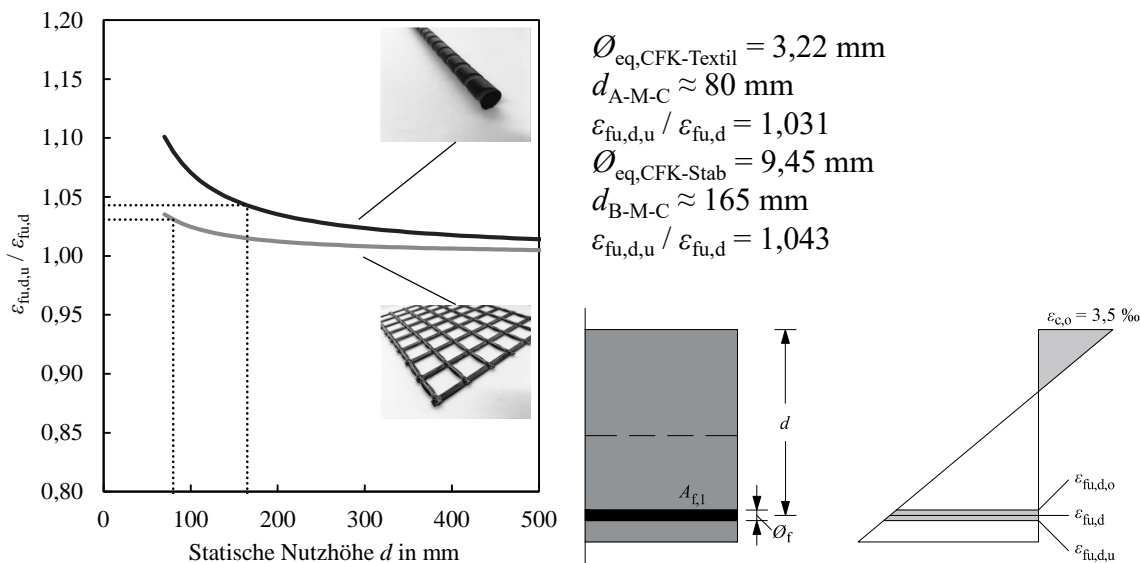 1,20
1,15
1,10
1,05
1,00
0,95
0,90
0,85
0,80
εfu,d,u / εfu,d
0 100 200 300 400 500
Statische Nutzhöhe d in mm
Øeq,CFK-Textil = 3,22 mm
dA-M-C ≈ 80 mm
εfu,d,u / εfu,d = 1,031
Øeq,CFK-Stab = 9,45 mm
dB-M-C ≈ 165 mm
εfu,d,u / εfu,d = 1,043
εc,o = 3,5 ‰
d
Af,1
Øf
εfu,d,o
εfu,d
εfu,d,u